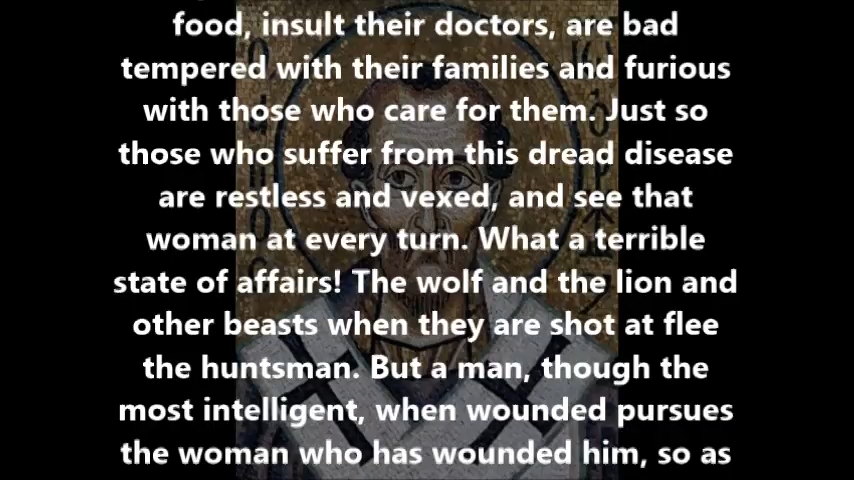 food, insult their doctors, are bad
tempered with their families and furious
with those who care for them. Just so
those who suffer from this dread disease
are restless and vexed, and see that
woman at every turn. What a terrible
state of affairs! The wolf and the lion and
other beasts when they are shot at flee
the huntsman. But a man, though the
most intelligent, when wounded pursues
the woman who has wounded him, so as